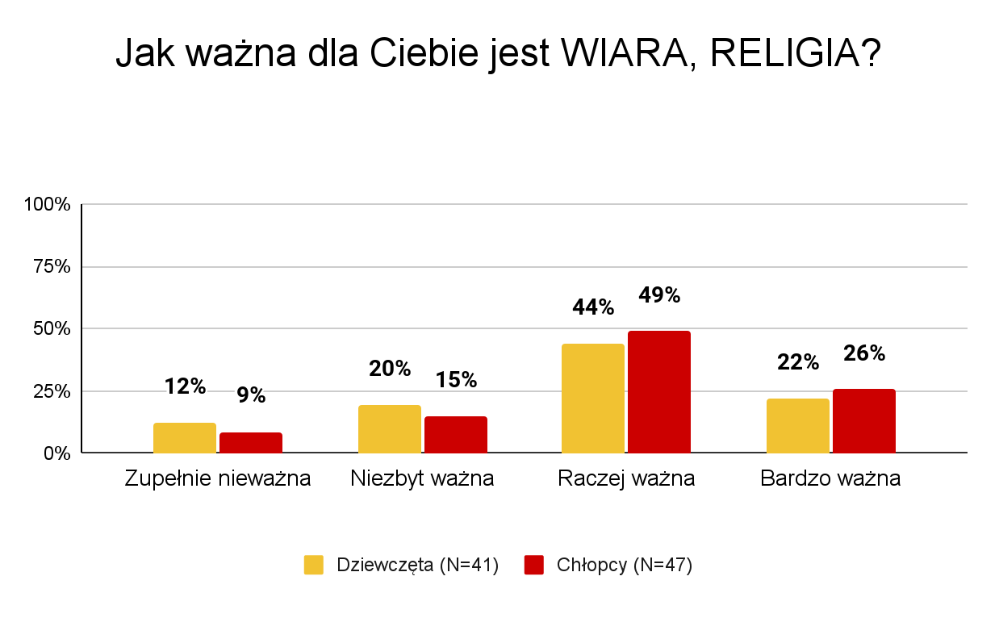 Jak ważna dla Ciebie jest WIARA, RELIGIA?
100%
75%
50%
25%
0%
12%
9%
20%
15%
44%
49%
22%
26%
Zupełnie nieważna
Niezbyt ważna
Raczej ważna
Bardzo ważna
Dziewczęta (N=41)
Chłopcy (N=47)